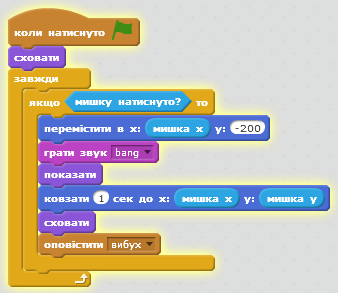 коли натиснуто
сховати
завжди
якщо мишку натиснуто? то
перемістити в x: мишка x y: -200
грати звук bang
показати
ковзати 1 сек до x: мишка x y: мишка y
сховати
оповістити вибух